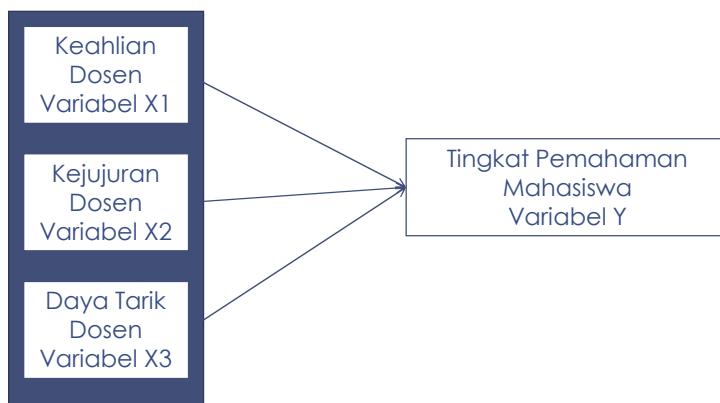 Keahlian
Dosen
Variabel X1
Kejujuran
Dosen
Variabel X2
Daya Tarik
Dosen
Variabel X3
Tingkat Pemahaman
Mahasiswa
Variabel Y